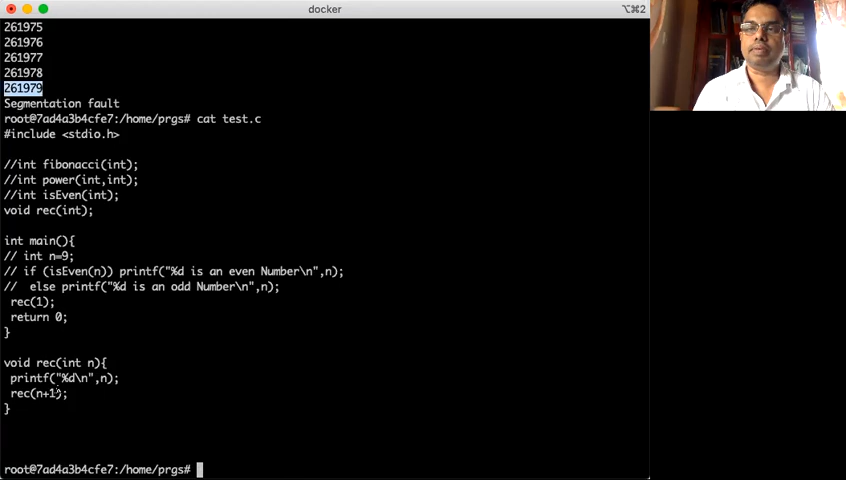 docker
⌥⌘2
261975
261976
261977
261978
261979
Segmentation fault
root@7ad4a3b4cfe7:/home/prgs# cat test.c
#include <stdio.h>
//int fibonacci(int);
//int power(int,int);
//int isEven(int);
void rec(int);
int main(){
// int n=9;
// if (isEven(n)) printf("%d is an even Number\n",n);
//  else printf("%d is an odd Number\n",n);
 rec(1);
 return 0;
}
void rec(int n){
 printf("%d\n",n);
 rec(n+1);
}
root@7ad4a3b4cfe7:/home/prgs#